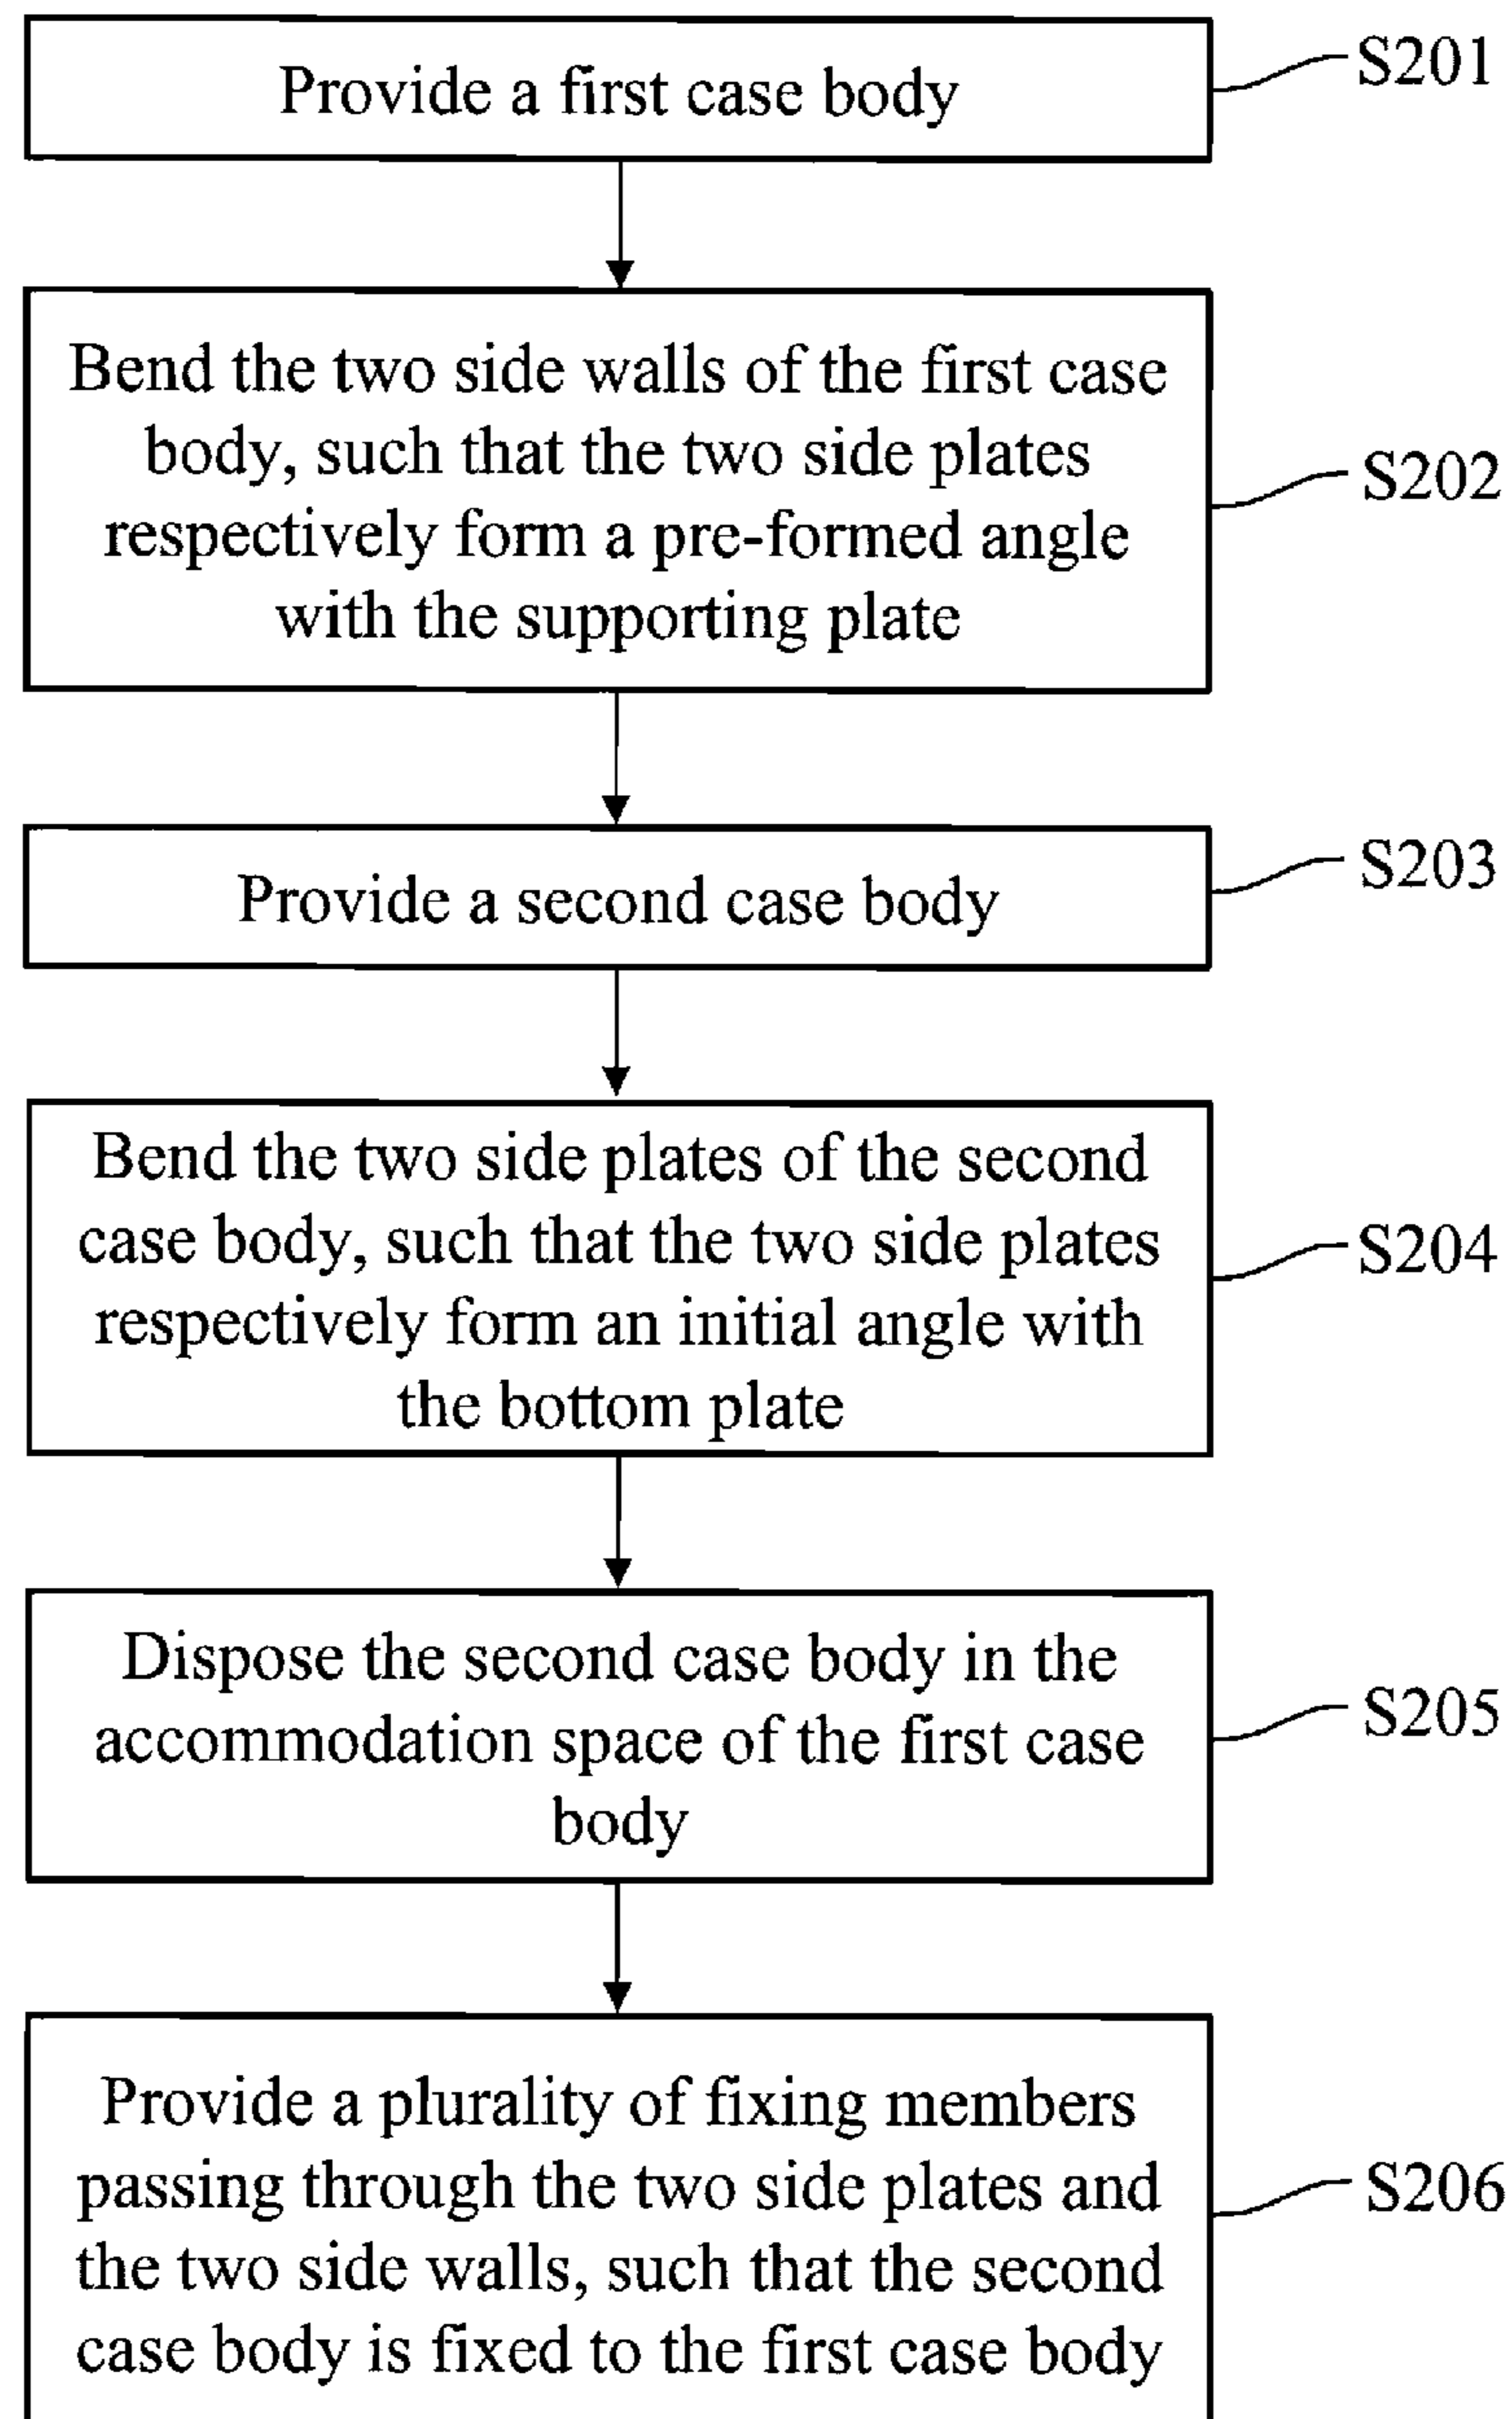 Provide a first case body
S201
Bend the two side walls of the first case
body, such that the two side plates
respectively form a pre-formed angle
with the supporting plate
S202
Provide a second case body
S203
Bend the two side plates of the second
case body, such that the two side plates
respectively form an initial angle with
the bottom plate
S204
Dispose the second case body in the
accommodation space of the first case
body
S205
Provide a plurality of fixing members
passing through the two side plates and
the two side walls, such that the second
case body is fixed to the first case body
S206